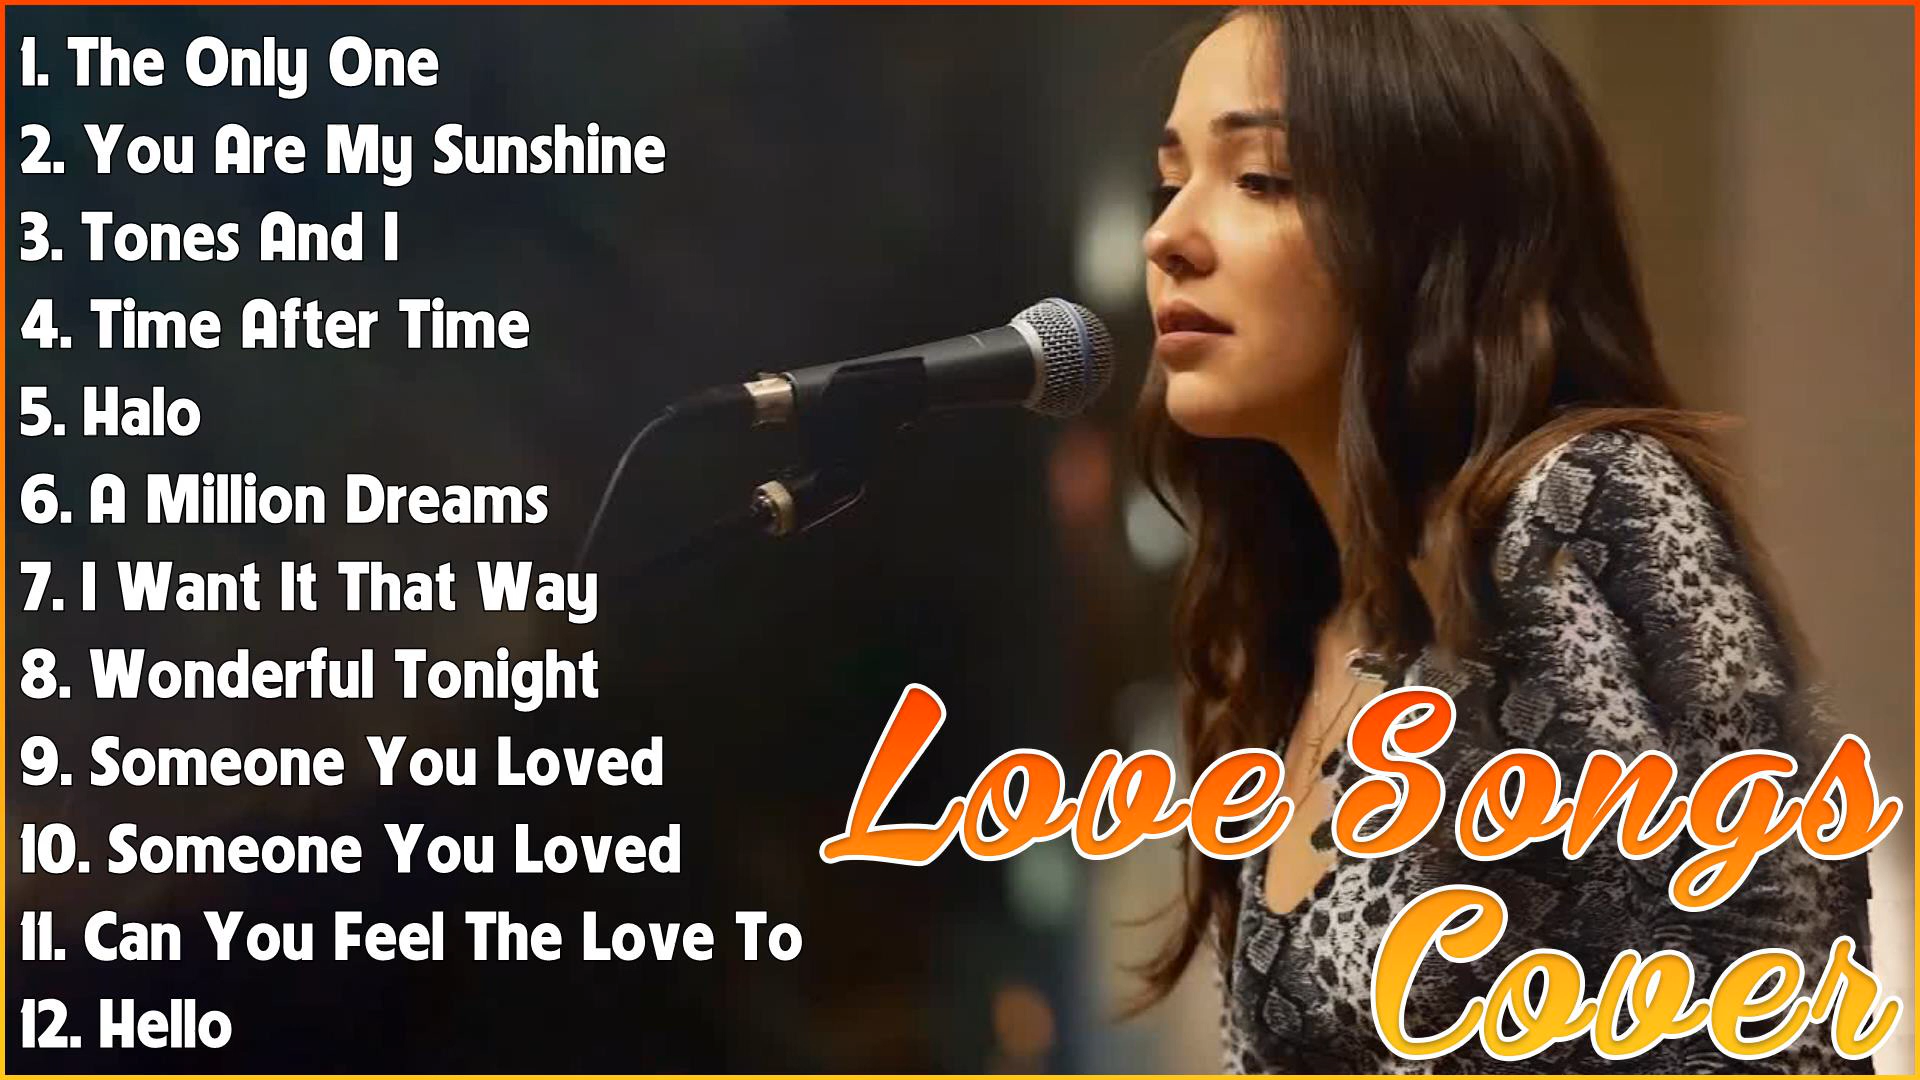 1. The Only One
2. You Are My Sunshine
3. Tones And I
4. Time After Time
5. Halo
6. A Million Dreams
7. I Want It That Way
8. Wonderful Tonight
9. Someone You Loved
10. Someone You Loved
11. Can You Feel The Love To
12. Hello
Love Songs
Cover